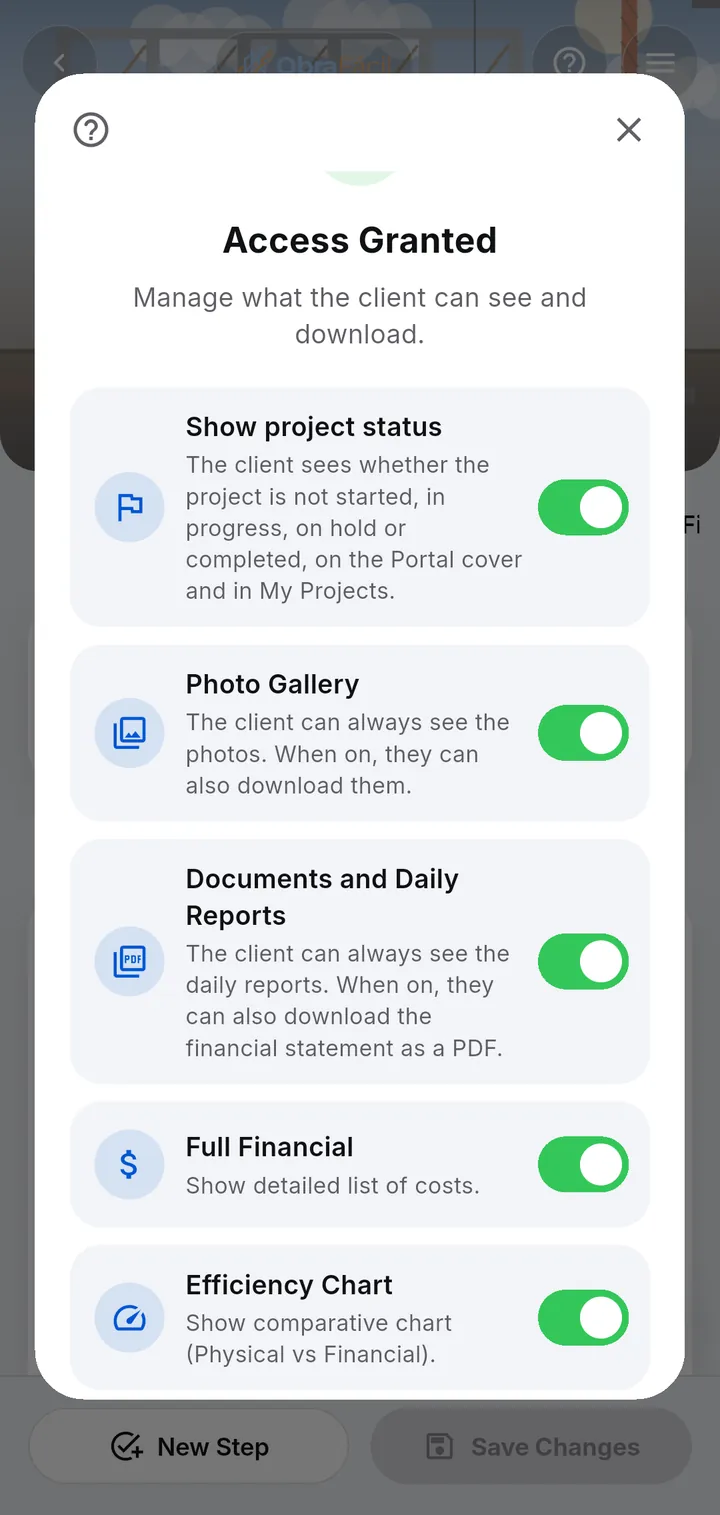 Access Granted
Manage what the client can see and
download.
Show project status
The client sees whether the
project is not started, in
progress, on hold or
completed, on the Portal cover
and in My Projects.
Photo Gallery
The client can always see the
photos. When on, they can
also download them.
Documents and Daily
Reports
PDF
The client can always see the
daily reports. When on, they
can also download the
financial statement as a PDF.
Full Financial
Show detailed list of costs.
Efficiency Chart
Show comparative chart
(Physical vs Financial).
Fi
New Step
Save Changes